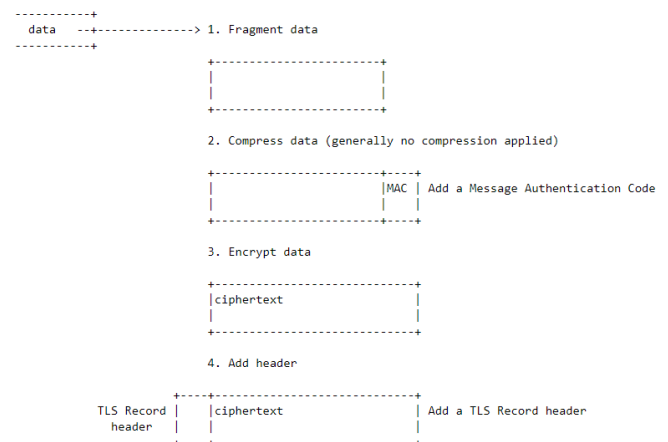 data
1. Fragment data
2. Compress data (generally no compression applied)
MAC
Add a Message Authentication Code
3. Encrypt data
ciphertext
4. Add header
TLS Record
header
ciphertext
Add a TLS Record header